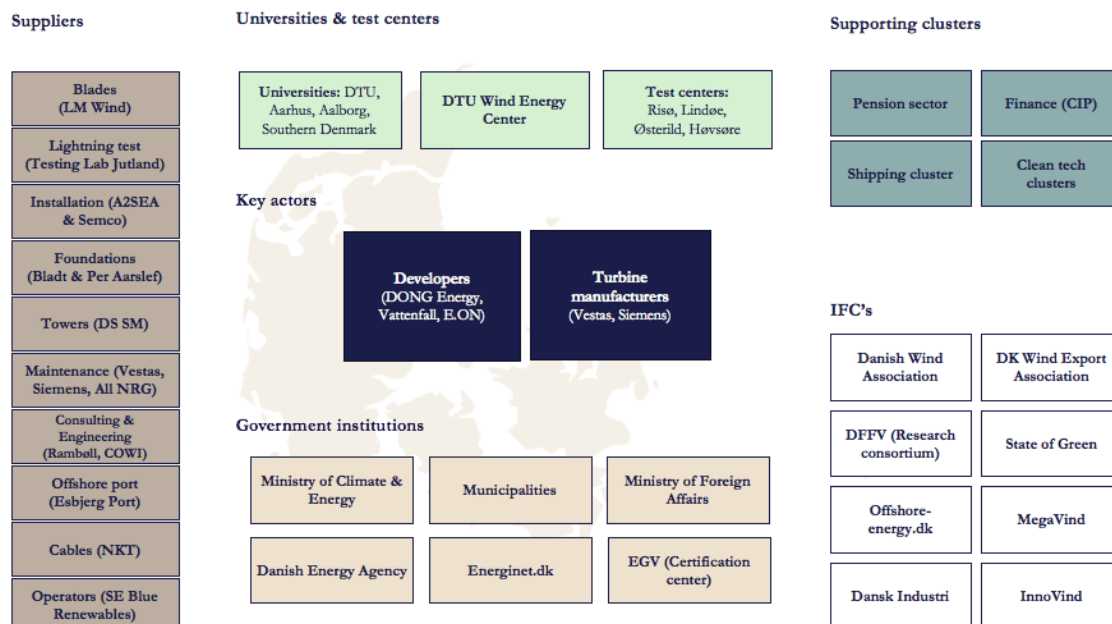 Suppliers
Blades
(LM Wind)
Lightning test
(Testing Lab Jutland)
Installation (A2SEA
& Semco)
Foundations
(Bladt & Per Aarslef)
Towers (DS SM)
Maintenance (Vestas,
Siemens, All NRG)
Consulting &
Engineering
(Rambøll, COWI)
Offshore port
(Esbjerg Port)
Cables (NKT)
Operators (SE Blue
Renewables)
Universities & test centers
Universities: DTU,
Aarhus, Aalborg,
Southern Denmark
DTU Wind Energy
Center
Test centers:
Risø, Lindøe,
Østerild, Høvsøre
Key actors
Developers
(DONG Energy,
Vattenfall, E.ON)
Turbine
manufacturers
(Vestas, Siemens)
Government institutions
Ministry of Climate &
Energy
Municipalities
Ministry of Foreign
Affairs
Danish Energy Agency
Energinet.dk
EGV (Certification
center)
Supporting clusters
Pension sector
Finance (CIP)
Shipping cluster
Clean tech
clusters
IFC's
Danish Wind
Association
DK Wind Export
Association
DFFV (Research
consortium)
State of Green
Offshore-
energy.dk
MegaVind
Dansk Industri
InnoVind